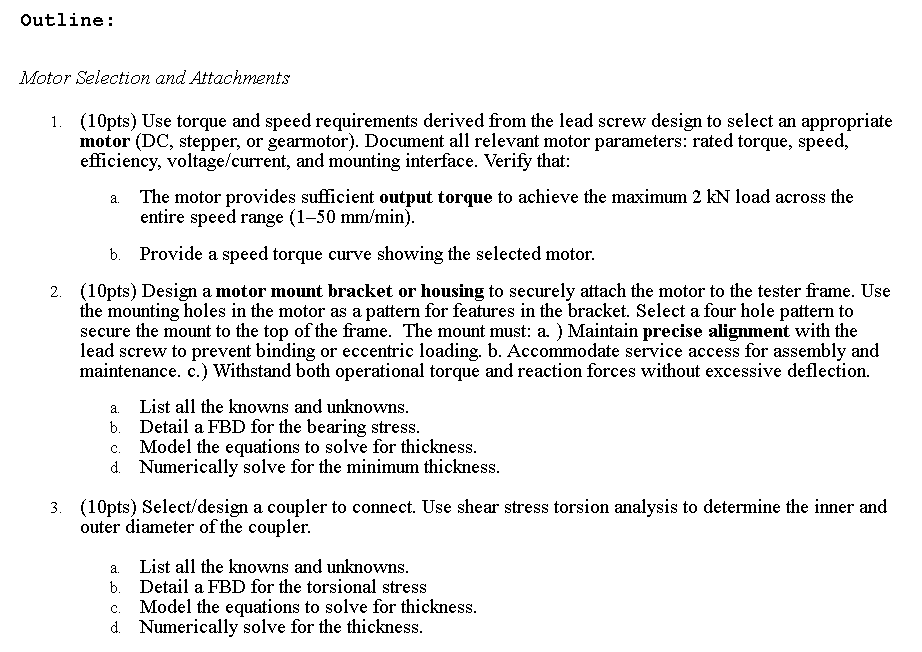 Outline:
Motor Selection and Attachments
1. (10pts) Use torque and speed requirements derived from the lead screw design to select an appropriate
motor (DC, stepper, or gearmotor). Document all relevant motor parameters: rated torque, speed,
efficiency, voltage/current, and mounting interface. Verify that:
a. The motor provides sufficient output torque to achieve the maximum 2 kN load across the
entire speed range (1–50 mm/min).
b. Provide a speed torque curve showing the selected motor.
2. (10pts) Design a motor mount bracket or housing to securely attach the motor to the tester frame. Use
the mounting holes in the motor as a pattern for features in the bracket. Select a four hole pattern to
secure the mount to the top of the frame. The mount must: a. ) Maintain precise alignment with the
lead screw to prevent binding or eccentric loading. b. Accommodate service access for assembly and
maintenance. c.) Withstand both operational torque and reaction forces without excessive deflection.
a. List all the knowns and unknowns.
b. Detail a FBD for the bearing stress.
c. Model the equations to solve for thickness.
d. Numerically solve for the minimum thickness.
3. (10pts) Select/design a coupler to connect. Use shear stress torsion analysis to determine the inner and
outer diameter of the coupler.
a. List all the knowns and unknowns.
b. Detail a FBD for the torsional stress
c. Model the equations to solve for thickness.
d. Numerically solve for the thickness.